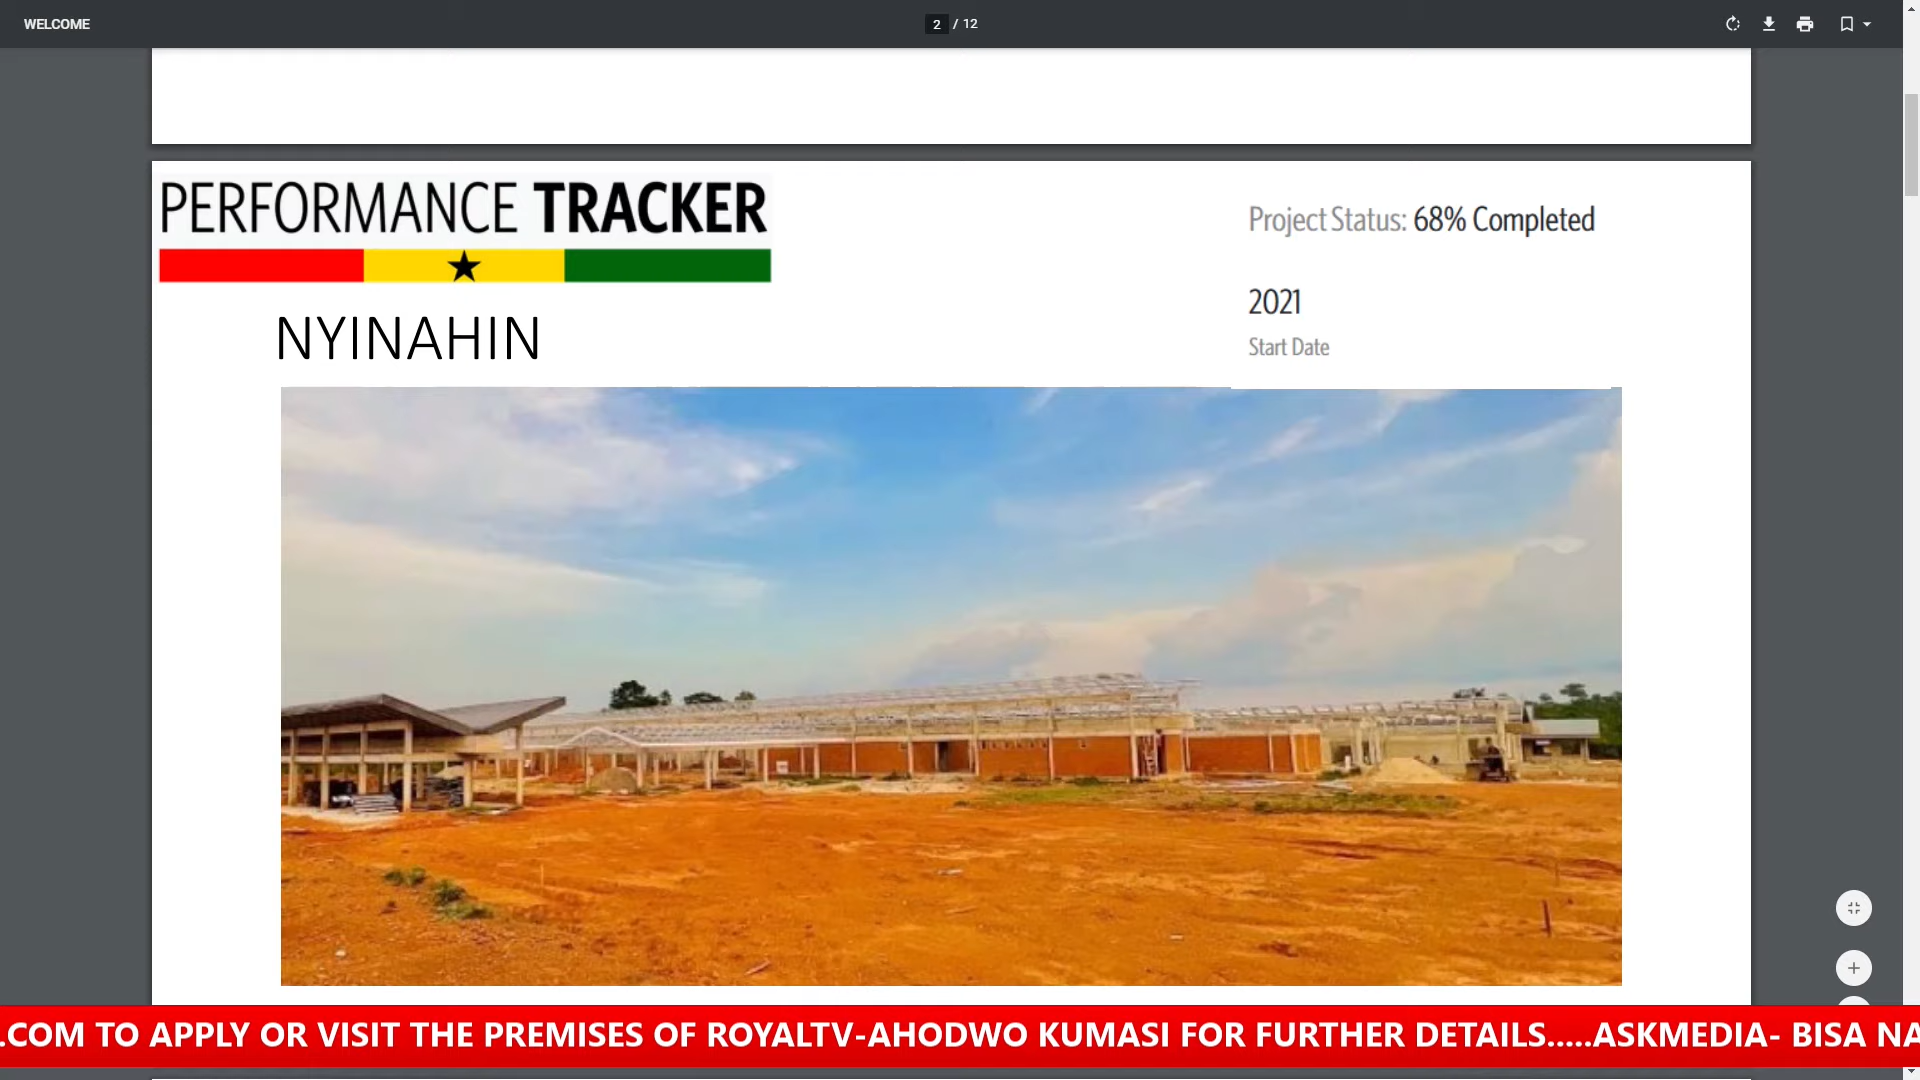 WELCOME
2 / 12
PERFORMANCE TRACKER
Project Status: 68% Completed
2021
Start Date
NYINAHIN
.COM TO APPLY OR VISIT THE PREMISES OF ROYALTV-AHODWO KUMASI FOR FURTHER DETAILS.....ASKMEDIA- BISA NA